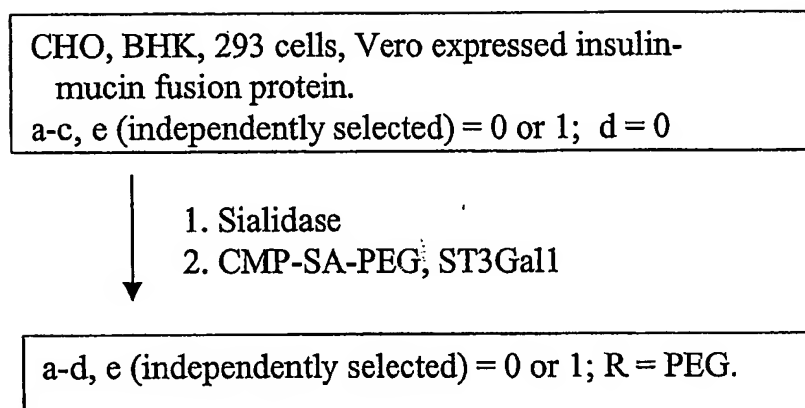 CHO, BHK, 293 cells, Vero expressed insulin-
mucin fusion protein.
a-c, e (independently selected) = 0 or 1; d = 0
1. Sialidase
2. CMP-SA-PEG, ST3Gal1
a-d, e (independently selected) = 0 or 1; R = PEG.